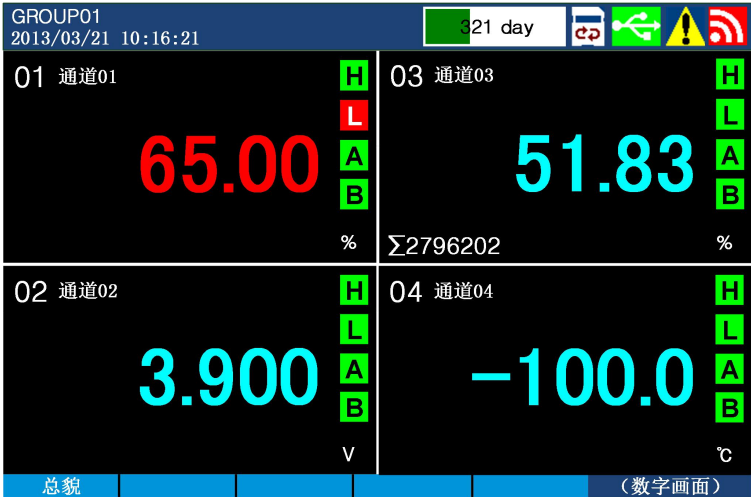 GROUP01
2013/03/21 10:16:21
321 day
01 通道01
H
L
A
B
65.00
%
03 通道03
H
L
A
B
51.83
∑2796202
%
02 通道02
H
L
A
B
3.900
V
04 通道04
H
L
A
B
-100.0
℃
总貌
(数字画面)